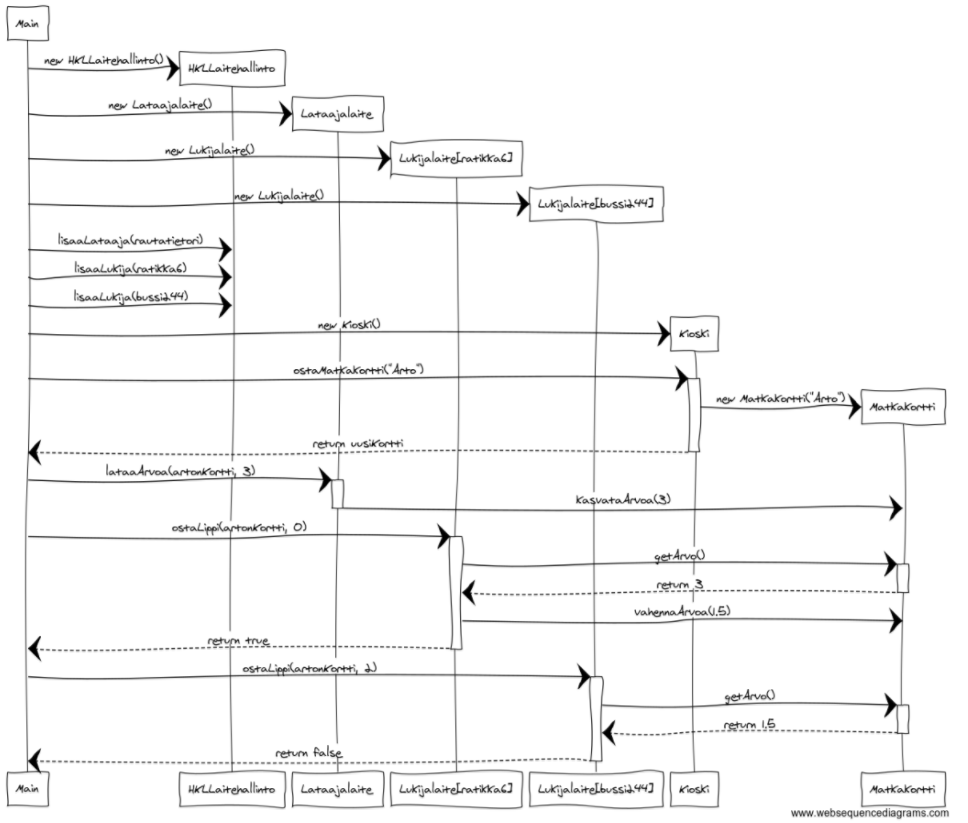 Main
new HKLLaitehallinto()
HKLLaitehallinto
new Lataajalaite()
Lataajalaite
new Lukijalaite()
Lukijalaite[ratikka6]
new Lukijalaite()
Lukijalaite[bussi244]
lisaaLataaja(rautatietori)
lisaaLukija(ratikka6)
lisaaLukija(bussi244)
new Kioski()
Kioski
ostaMatkakortti("Arto")
new Matkakortti("Arto")
Matkakortti
return uusiKortti
lataaArvoa(artonKortti, 3)
kasvataArvoa(3)
ostaLippi(artonKortti, 0)
getArvo()
return 3
vahennaArvoa(1.5)
return true
ostaLippi(artonKortti, 2)
getArvo()
return 1.5
return false
Main HKLLaitehallinto Lataajalaite Lukijalaite[ratikka6] Lukijalaite[bussi244] Kioski Matkakortti
www.websequencediagrams.com